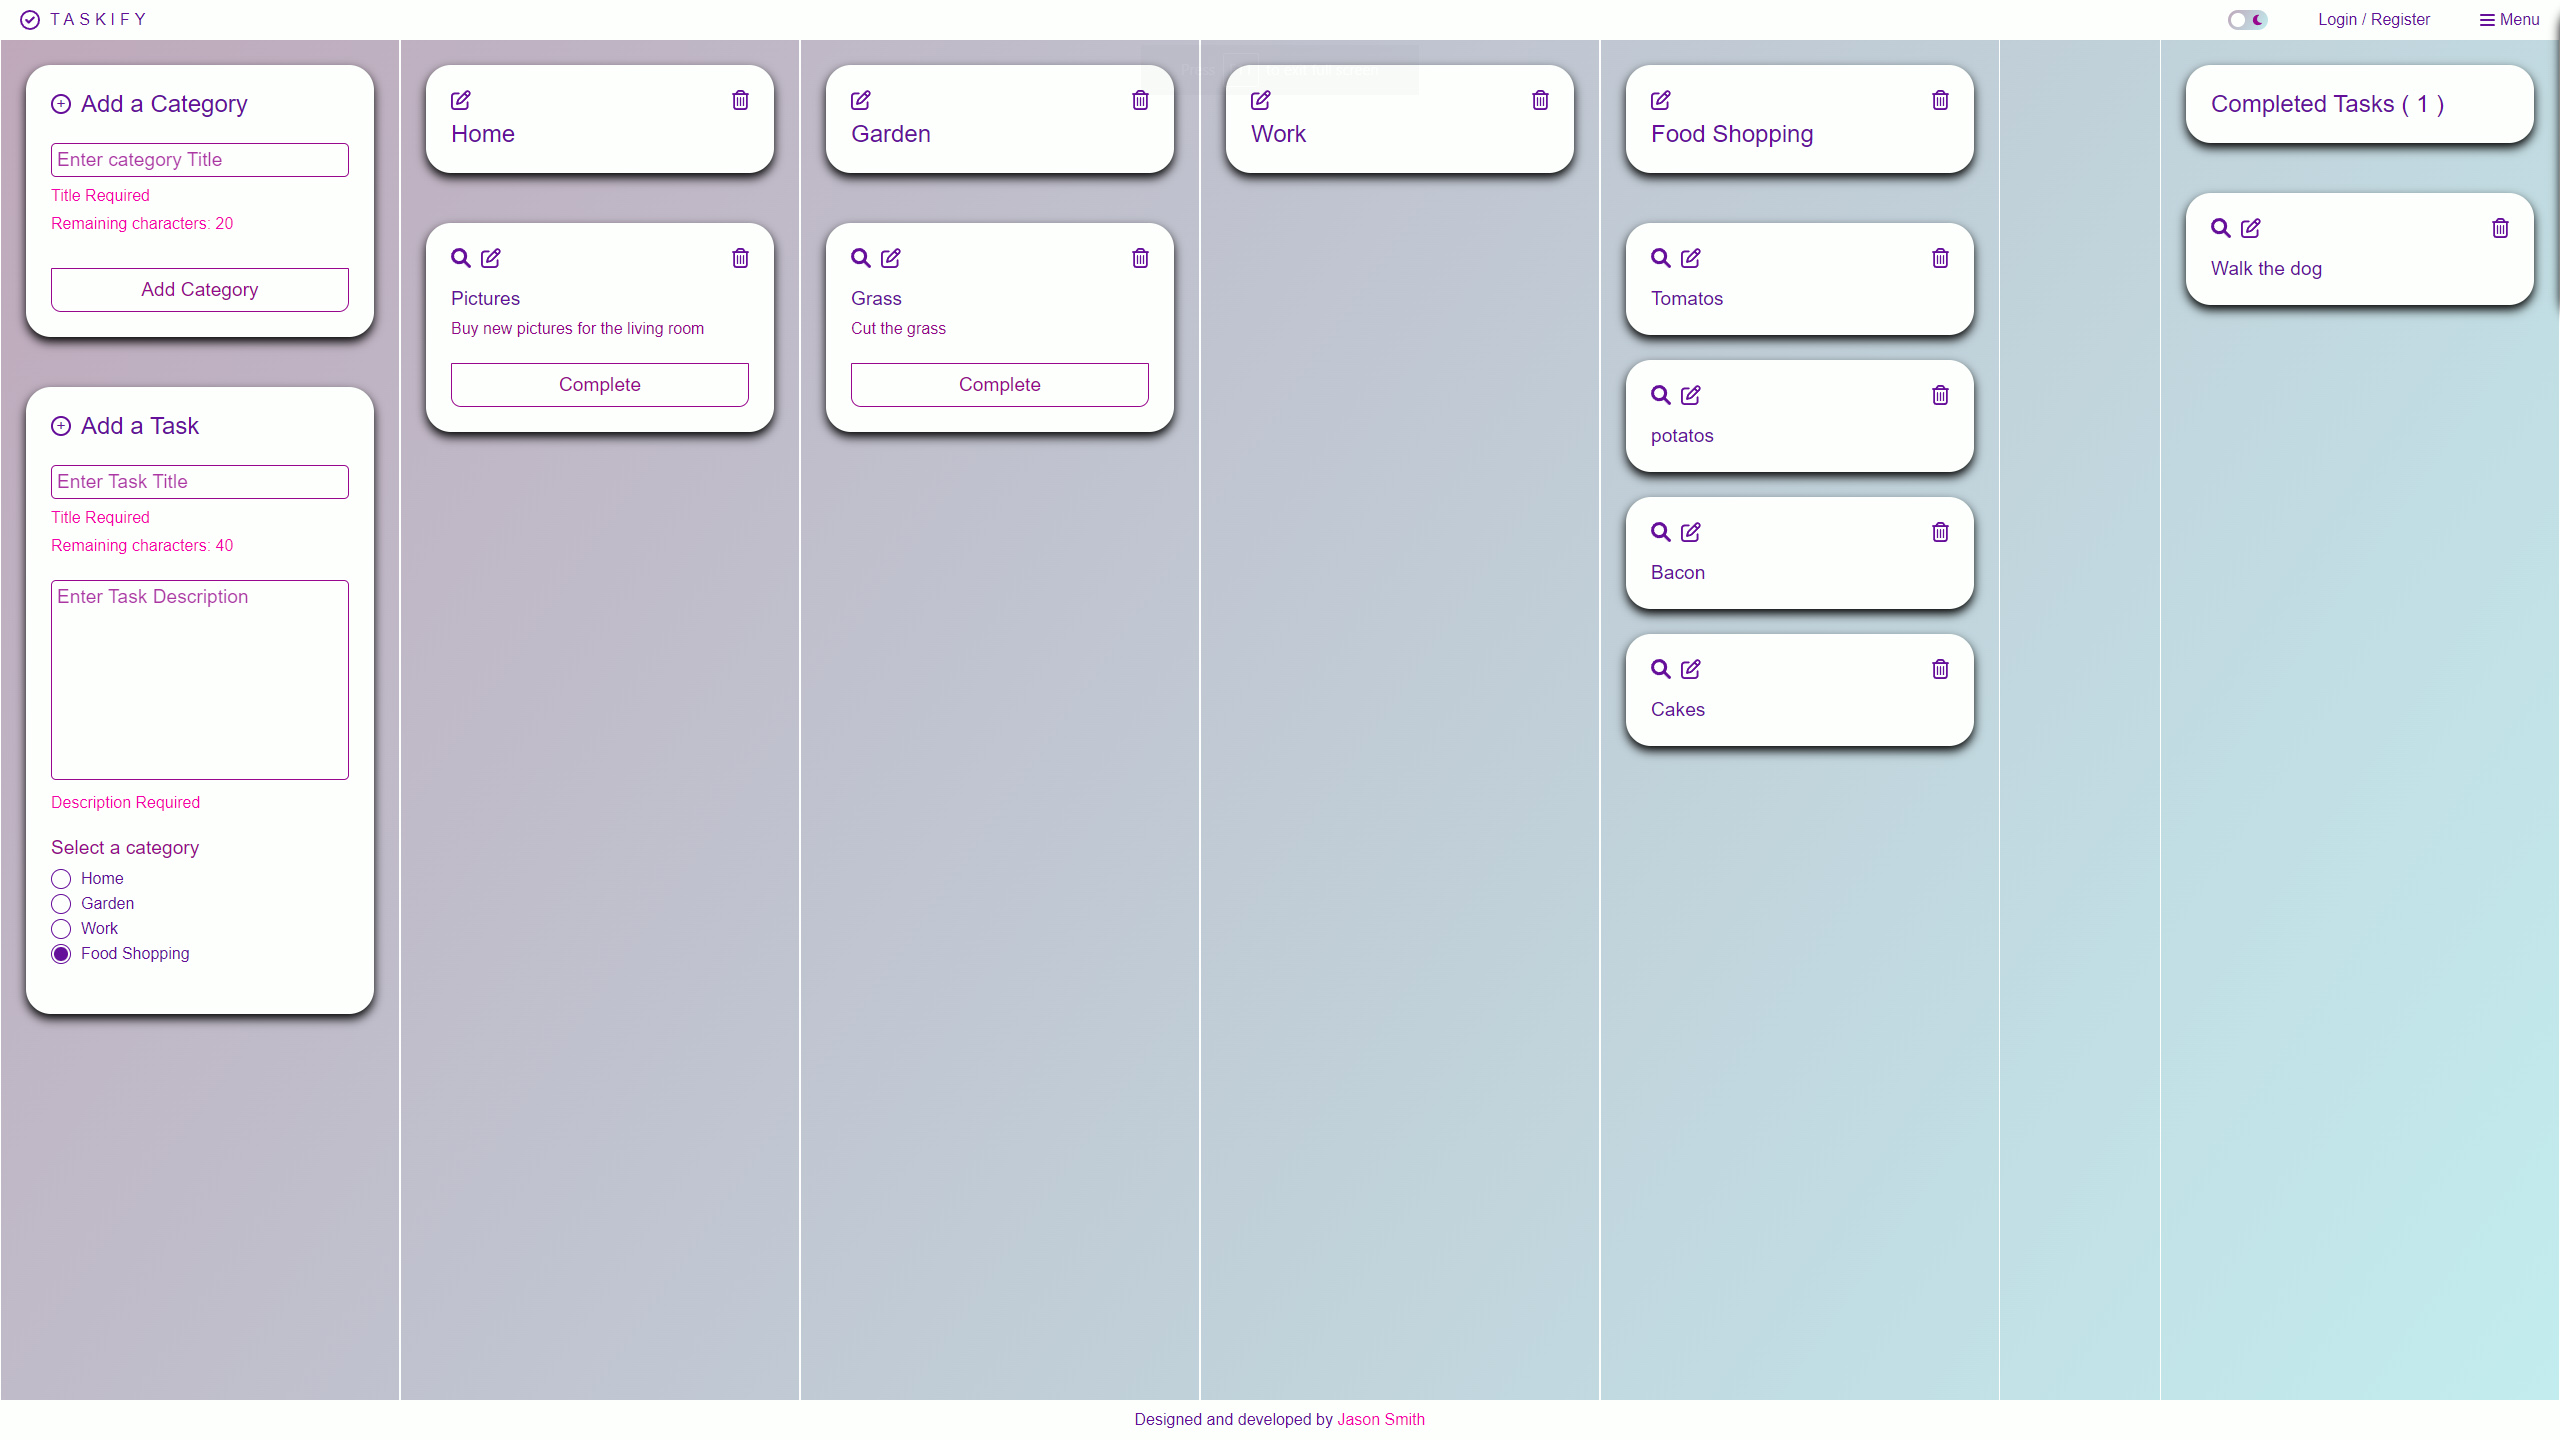 TASKIFY
Login / Register
Menu
Add a Category
Enter category Title
Title Required
Remaining characters: 20
Add Category
Add a Task
Enter Task Title
Title Required
Remaining characters: 40
Enter Task Description
Description Required
Select a category
Home
Garden
Work
Food Shopping
Home
Pictures
Buy new pictures for the living room
Complete
Garden
Grass
Cut the grass
Complete
Work
Food Shopping
Tomatos
potatos
Bacon
Cakes
Completed Tasks ( 1 )
Walk the dog
Designed and developed by Jason Smith